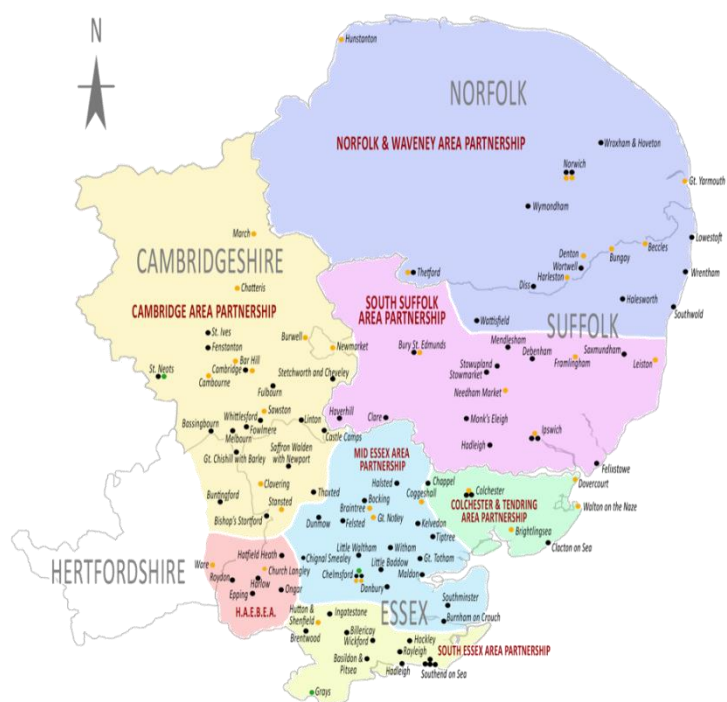 N
Hunstanton
NORFOLK
NORFOLK & WAVENEY AREA PARTNERSHIP
Wroxham & Hoveton
Norwich
Gt. Yarmouth
Wymondham
March
Lowestoft
CAMBRIDGESHIRE
Beccles
Denton
Bungay
Wortwell
Thetford
Harleston
Wrentham
Chatteris
Diss
Halesworth
SOUTH SUFFOLK
AREA PARTNERSHIP
Southwold
CAMBRIDGE AREA PARTNERSHIP
Wattisfield
SUFFOLK
St. Ives
Burwell
Fenstanton
Newmarket
Mendlesham
Bury St. Edmunds
Debenham
Saxmundham
Bar Hill
Stowupland
Framlingham
Leiston
St. Neots
Cambridge
Stowmarket
Cambourne
Stetchworth and Cheveley
Fulbourn
Needham Market
Sawston
Haverhill
Clare
Monk's Eleigh
Whittlesford
Linton
Bassingbourn
Fowlmere
Castle Camps
Ipswich
Melbourn
Hadleigh
Saffron Walden
with Newport
MID ESSEX AREA
PARTNERSHIP
Gt. Chishill with Barley
Felixstowe
Halsted
Chappel
Dovercourt
Clavering
Thaxted
Bocking
Coggeshall
Colchester
Buntingford
Stansted
Braintree
COLCHESTER & TENDRING
AREA PARTNERSHIP
Walton on the Naze
Bishop's Stortford
Dunmow
Felsted
Gt. Notley
Kelvedon
Brightlingsea
Tiptree
Clacton on Sea
Hatfield Heath
Little Waltham
Witham
Chignal Smealey
Gt. Totham
HERTFORDSHIRE
Ware
Church Langley
Little Baddow
Roydon
Harlow
Chelmsford
Maldon
Epping
Ongar
Danbury
H.A.E.B.E.A.
Hutton &
Shenfield
Ingatestone
ESSEX
Southminster
Burnham on Crouch
Brentwood
Billericay
Wickford
Hockley
Rayleigh
SOUTH ESSEX AREA PARTNERSHIP
Basildon &
Pitsea
Hadleigh
Southend on Sea
Grays